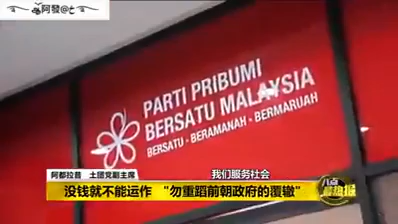 阿發@七
PARTI PRIBUMI
BERSATU MALAYSIA
BERSATU · BERAMANAH · BERMARUAH
我们服务社会
阿都拉昔 土团党副主席
没钱就不能运作 "勿重蹈前朝政府的覆辙"
八点
最热报